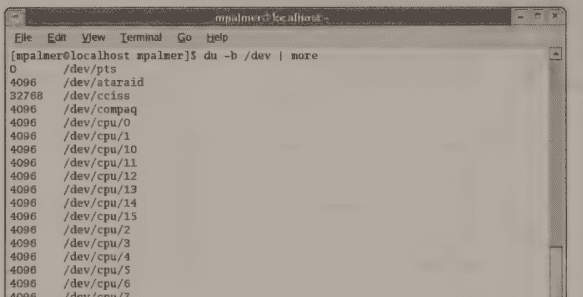 mpalmer@localhost:~
File Edit View Terminal Go Help
[mpalmer@localhost mpalmer]$ du -b /dev | more
0 /dev/pts
4096 /dev/ataraid
32768 /dev/cciss
4096 /dev/compaq
4096 /dev/cpu/0
4096 /dev/cpu/1
4096 /dev/cpu/10
4096 /dev/cpu/11
4096 /dev/cpu/12
4096 /dev/cpu/13
4096 /dev/cpu/14
4096 /dev/cpu/15
4096 /dev/cpu/2
4096 /dev/cpu/3
4096 /dev/cpu/4
4096 /dev/cpu/5
4096 /dev/cpu/6
4096 /dev/cpu/7